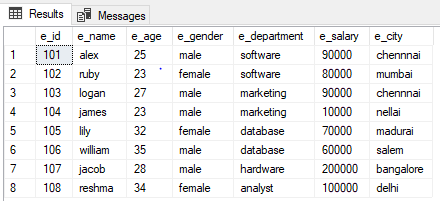 Results Messages
e_id e_name e_age e_gender e_department e_salary e_city
1 101 alex 25 male software 90000 chennnai
2 102 ruby 23 female software 80000 mumbai
3 103 logan 27 male marketing 90000 chennnai
4 104 james 23 male marketing 10000 nellai
5 105 lily 32 female database 70000 madurai
6 106 william 35 male database 60000 salem
7 107 jacob 28 male hardware 200000 bangalore
8 108 reshma 34 female analyst 100000 delhi